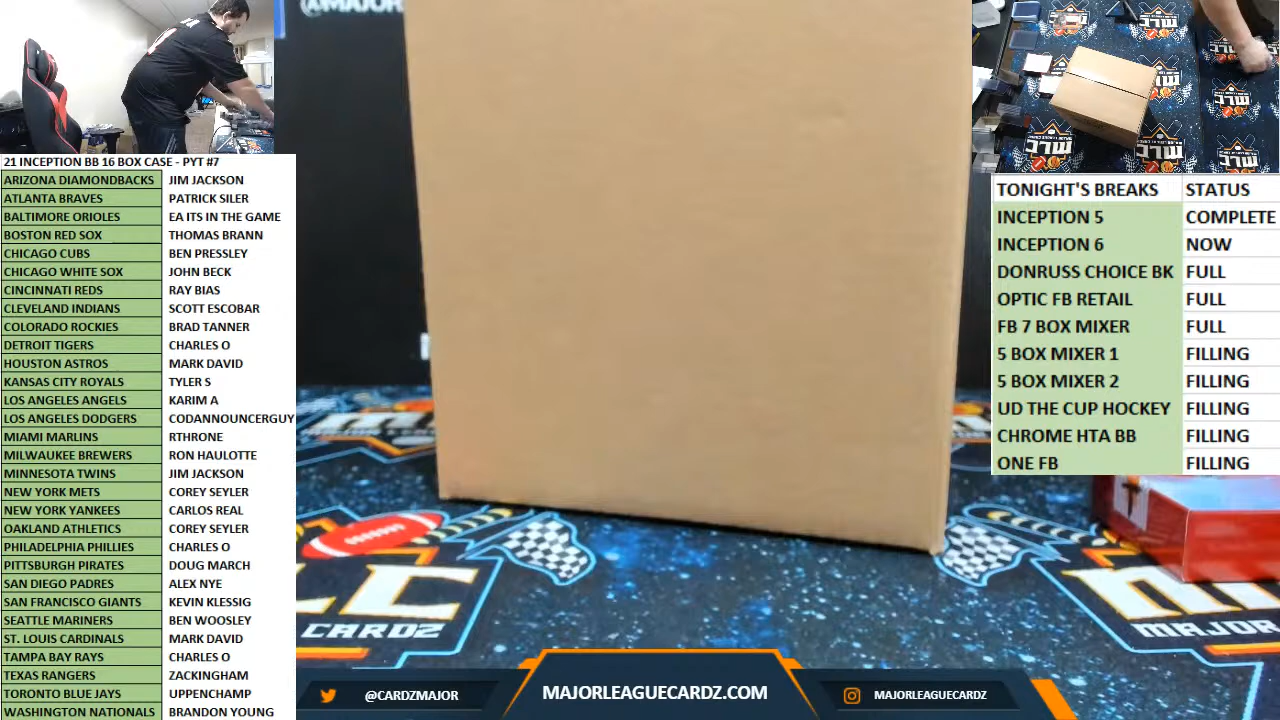 @MAJOR
21 INCEPTION BB 16 BOX CASE - PYT #7
ARIZONA DIAMONDBACKS JIM JACKSON
ATLANTA BRAVES PATRICK SILER
BALTIMORE ORIOLES EA ITS IN THE GAME
BOSTON RED SOX THOMAS BRANN
CHICAGO CUBS BEN PRESSLEY
CHICAGO WHITE SOX JOHN BECK
CINCINNATI REDS RAY BIAS
CLEVELAND INDIANS SCOTT ESCOBAR
COLORADO ROCKIES BRAD TANNER
DETROIT TIGERS CHARLES O
HOUSTON ASTROS MARK DAVID
KANSAS CITY ROYALS TYLER S
LOS ANGELES ANGELS KARIM A
LOS ANGELES DODGERS CODANNOUNCERGUY
MIAMI MARLINS RTHRONE
MILWAUKEE BREWERS RON HAULOTTE
MINNESOTA TWINS JIM JACKSON
NEW YORK METS COREY SEYLER
NEW YORK YANKEES CARLOS REAL
OAKLAND ATHLETICS COREY SEYLER
PHILADELPHIA PHILLIES CHARLES O
PITTSBURGH PIRATES DOUG MARCH
SAN DIEGO PADRES ALEX NYE
SAN FRANCISCO GIANTS KEVIN KLESSIG
SEATTLE MARINERS BEN WOOSLEY
ST. LOUIS CARDINALS MARK DAVID
TAMPA BAY RAYS CHARLES O
TEXAS RANGERS ZACKINGHAM
TORONTO BLUE JAYS UPPENCHAMP
WASHINGTON NATIONALS BRANDON YOUNG
TONIGHT'S BREAKS STATUS
INCEPTION 5 COMPLETE
INCEPTION 6 NOW
DONRUSS CHOICE BK FULL
OPTIC FB RETAIL FULL
FB 7 BOX MIXER FULL
5 BOX MIXER 1 FILLING
5 BOX MIXER 2 FILLING
UD THE CUP HOCKEY FILLING
CHROME HTA BB FILLING
ONE FB FILLING
LC
CARDZ
MAJOR
@CARDZMAJOR
MAJORLEAGUECARDZ.COM
MAJORLEAGUECARDZ